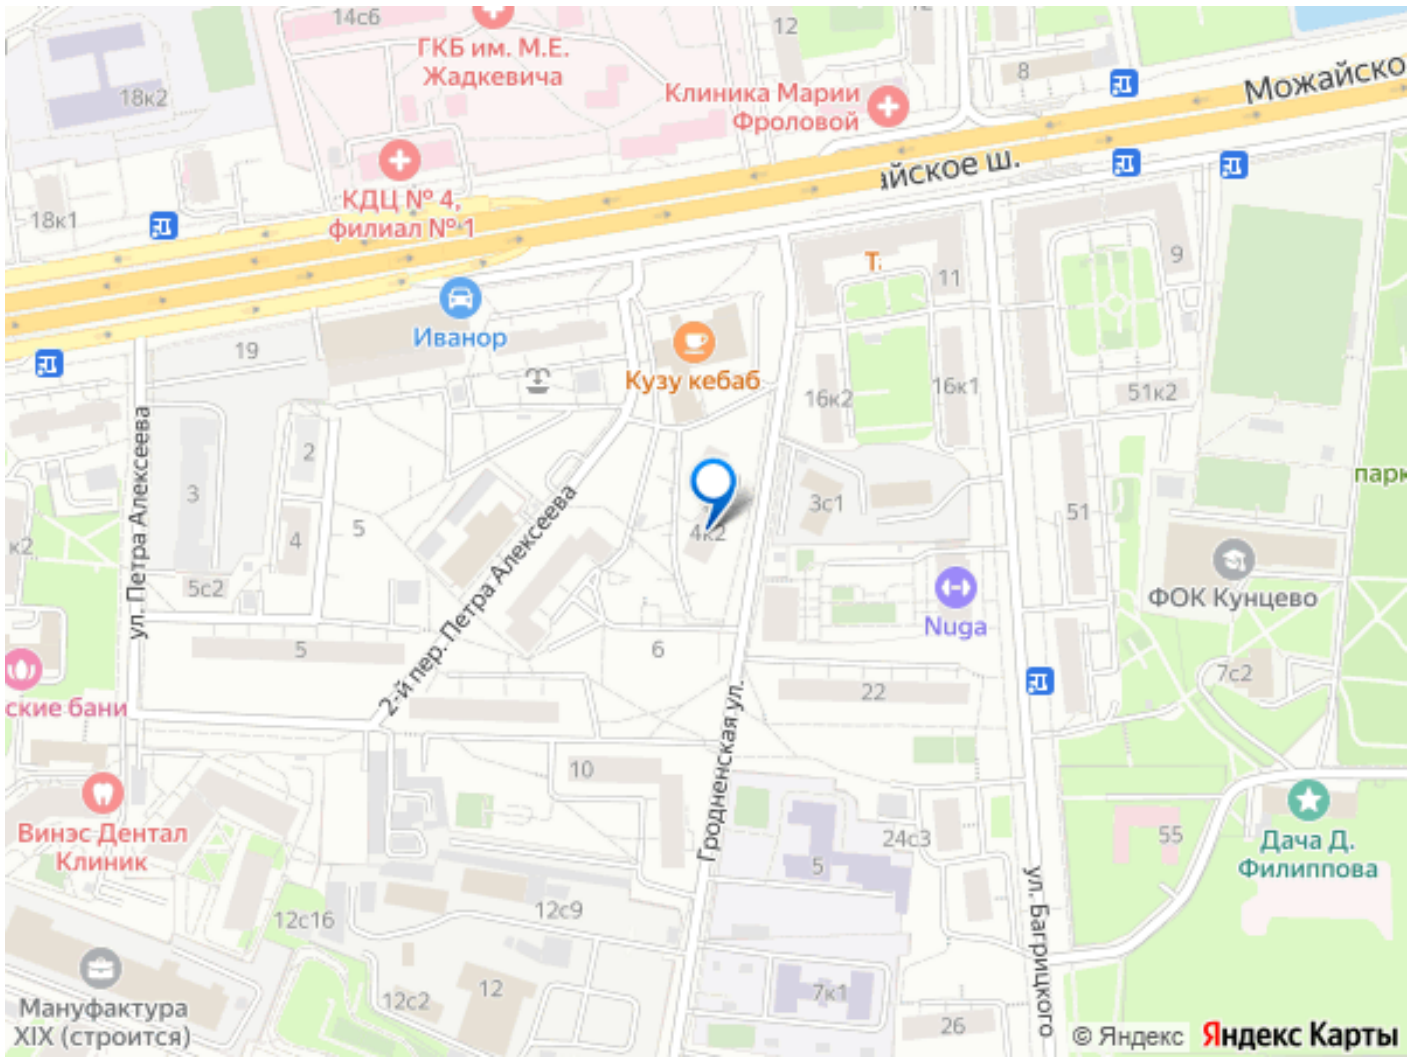 14с6
ГКБ им. М.Е.
Жадкевича
12
8
Клиника Марии
Фроловой
Можайско
18к2
КДЦ № 4,
филиал № 1
айское ш.
18к1
9
11
Иванор
19
Кузу кебаб
16к2
16к1
51к2
ул. Петра Алексеева
2
3
5
4
к2
5с2
2-й пер. Петра Алексеева
4к2
3с1
51
парк
ФОК Кунцево
Nuga
5
6
22
7с2
ские бани
Гродненская ул.
10
Винэс Дентал
Клиник
24с3
5
55
Дача Д.
Филиппова
ул. Багрицкого
12с16
12с9
Мануфактура
XIX (строится)
12с2
12
7к1
26
© Яндекс
Яндекс Карты